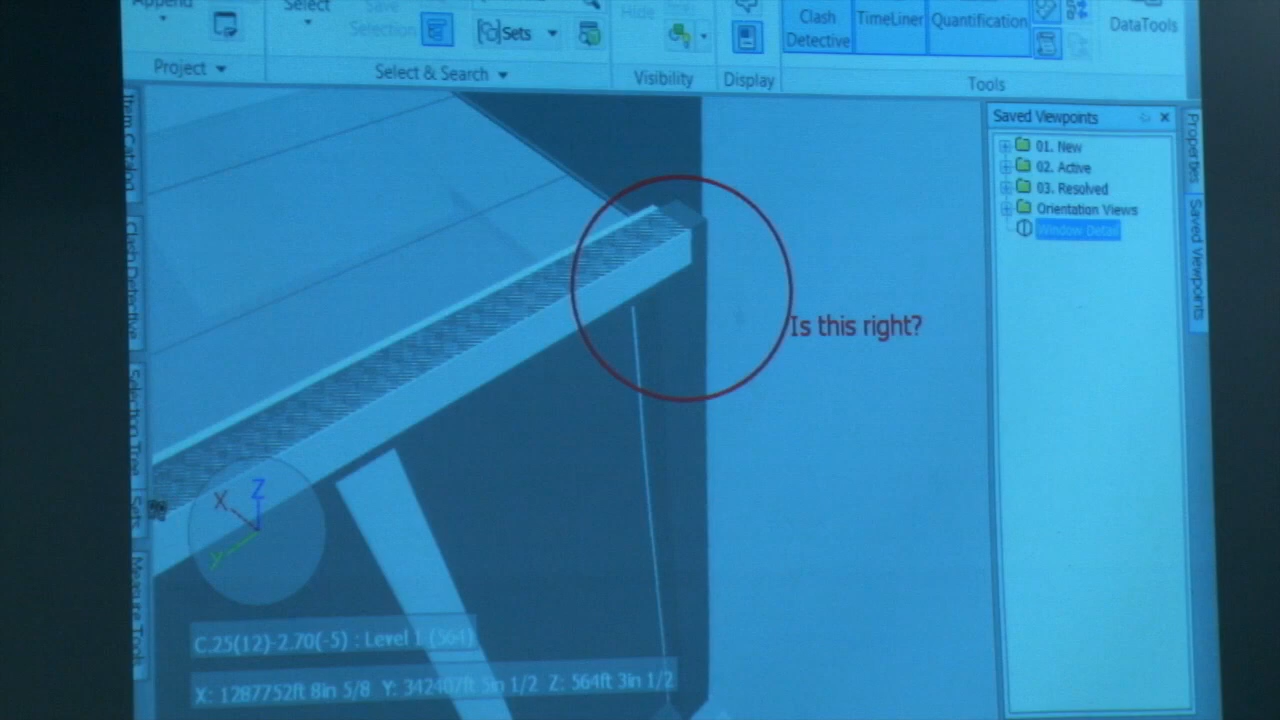 Append
Select
Save
Selection
Sets
Hide
Clash
Detective
TimeLiner
Quantification
DataTools
Project
Select & Search
Visibility
Display
Tools
Saved Viewpoints
01. New
02. Active
03. Resolved
Orientation Views
Window Detail
Properties
Saved Viewpoints
Item Catalog
Clash Detective
Selection Tree
Sets
Measure Tools
Is this right?
X
Z
Y
C.25(12)-2.70(-5) : Level 1 (564)
X: 1287752ft 8in 5/8 Y: 342407ft 5in 1/2 Z: 564ft 3in 1/2